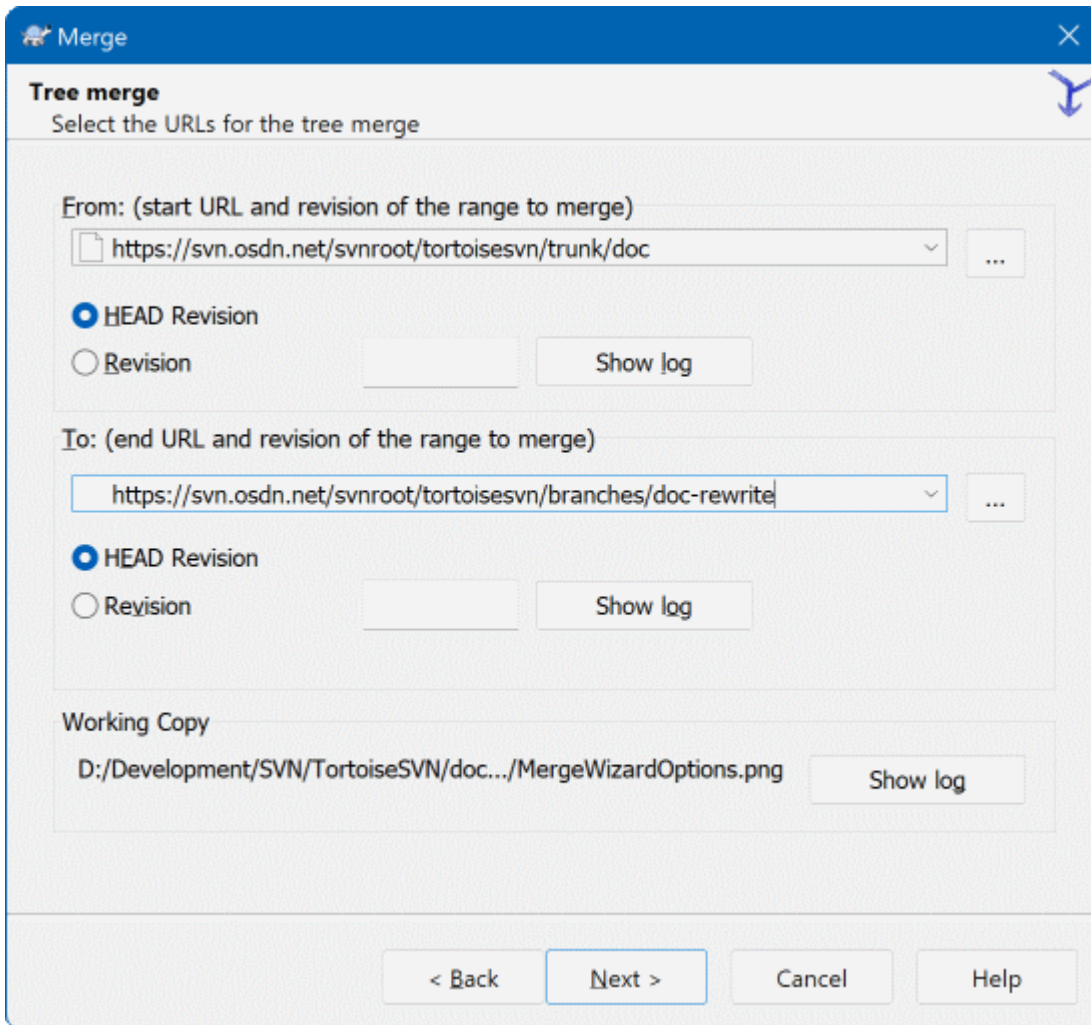 Merge
Tree merge
Select the URLs for the tree merge
From: (start URL and revision of the range to merge)
https://svn.osdn.net/svnroot/tortoisesvn/trunk/doc
...
HEAD Revision
Revision
Show log
To: (end URL and revision of the range to merge)
https://svn.osdn.net/svnroot/tortoisesvn/branches/doc-rewrite
...
HEAD Revision
Revision
Show log
Working Copy
D:/Development/SVN/TortoiseSVN/doc.../MergeWizardOptions.png
Show log
< Back
Next >
Cancel
Help